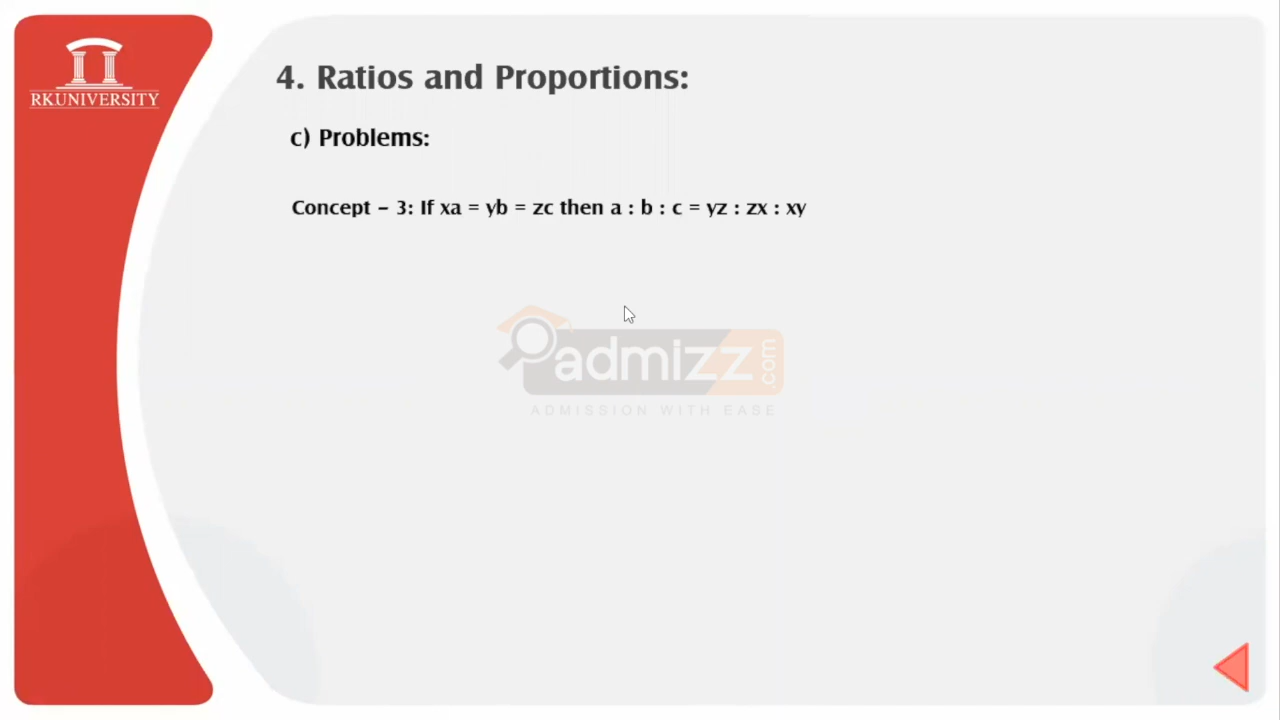 RKUNIVERSITY
4. Ratios and Proportions:
c) Problems:
Concept – 3: If xa = yb = zc then a : b : c = yz : zx : xy
admizz.com
ADMISSION WITH EASE